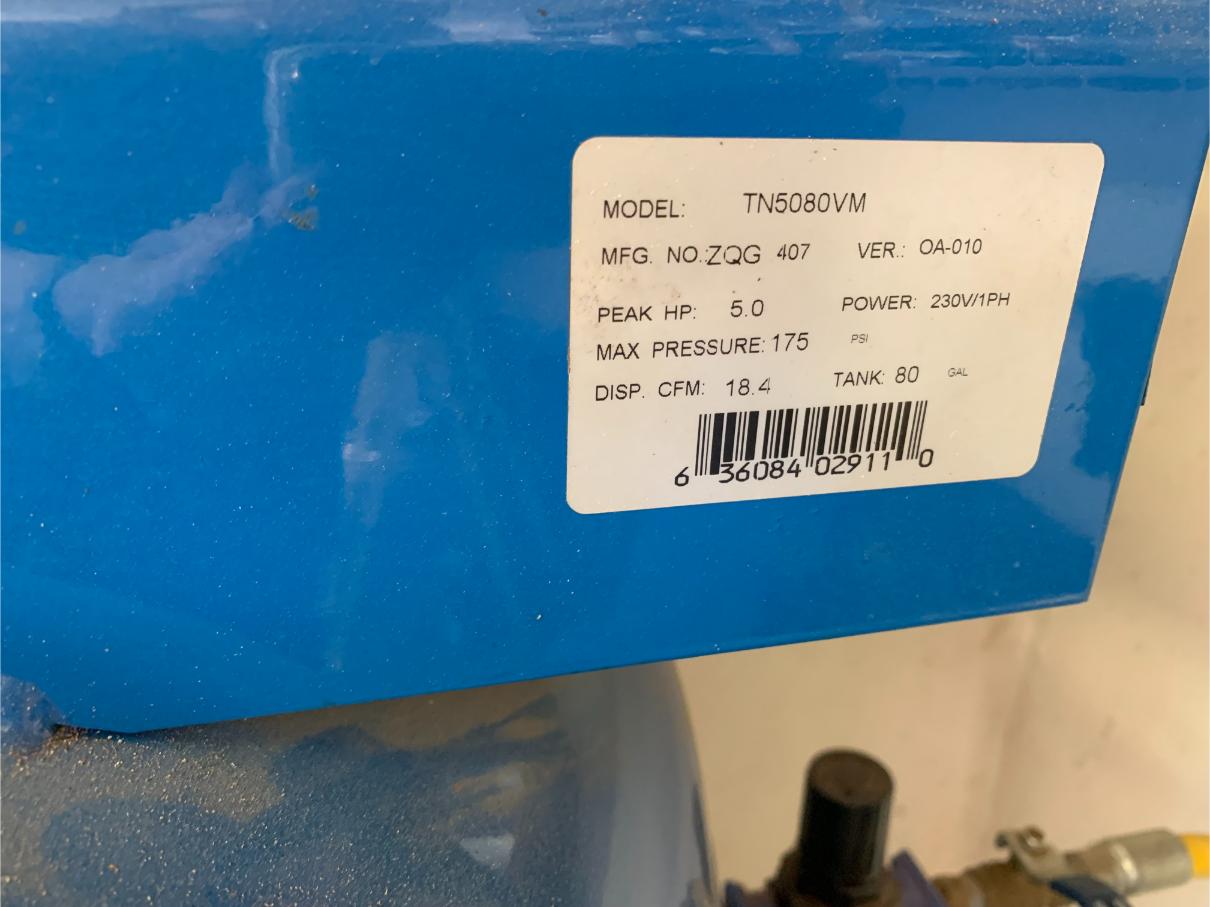 MODEL: TN5080VM
MFG. NO.:ZQG 407 VER.: OA-010
PEAK HP: 5.0 POWER: 230V/1PH
MAX PRESSURE: 175 PSI
DISP. CFM: 18.4 TANK: 80 GAL
6 36084 02911 0